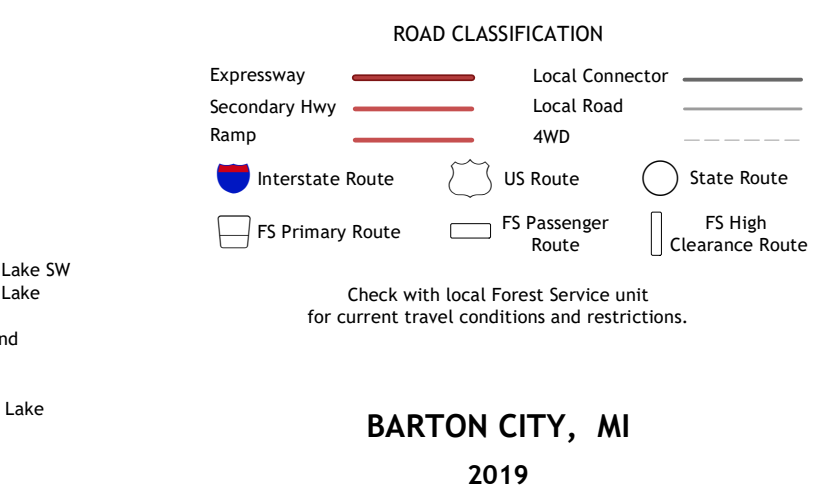 ROAD CLASSIFICATION
Expressway
Secondary Hwy
Ramp
Local Connector
Local Road
4WD
Interstate Route
US Route
State Route
FS Primary Route
FS Passenger
Route
FS High
Clearance Route
Check with local Forest Service unit
for current travel conditions and restrictions.
Lake SW
Lake
Lake
BARTON CITY, MI
2019